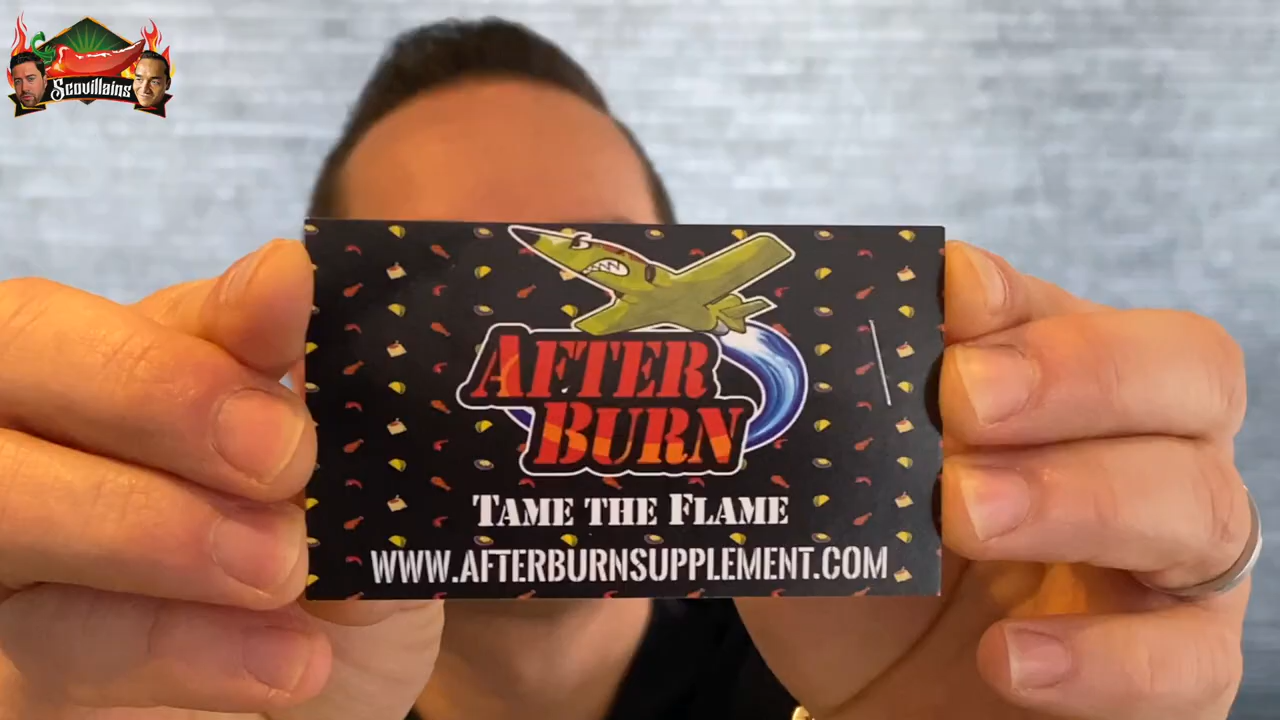 Scovillains
AFTER
BURN
TAME THE FLAME
WWW.AFTERBURNSUPPLEMENT.COM